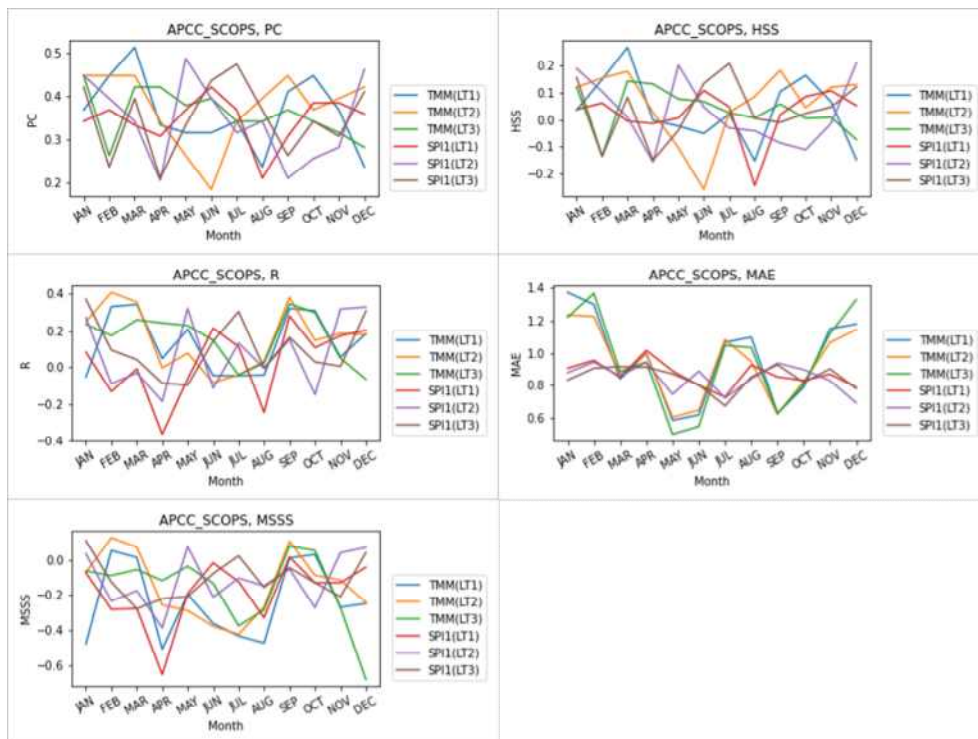 APCC_SCOPS, PC
PC
0.5
0.4
0.3
0.2
JAN FEB MAR APR MAY JUN JUL AUG SEP OCT NOV DEC
Month
TMM(LT1)
TMM(LT2)
TMM(LT3)
SPI1(LT1)
SPI1(LT2)
SPI1(LT3)
APCC_SCOPS, HSS
HSS
0.2
0.1
0.0
−0.1
−0.2
JAN FEB MAR APR MAY JUN JUL AUG SEP OCT NOV DEC
Month
TMM(LT1)
TMM(LT2)
TMM(LT3)
SPI1(LT1)
SPI1(LT2)
SPI1(LT3)
APCC_SCOPS, R
R
0.4
0.2
0.0
−0.2
−0.4
JAN FEB MAR APR MAY JUN JUL AUG SEP OCT NOV DEC
Month
TMM(LT1)
TMM(LT2)
TMM(LT3)
SPI1(LT1)
SPI1(LT2)
SPI1(LT3)
APCC_SCOPS, MAE
MAE
1.4
1.2
1.0
0.8
0.6
JAN FEB MAR APR MAY JUN JUL AUG SEP OCT NOV DEC
Month
TMM(LT1)
TMM(LT2)
TMM(LT3)
SPI1(LT1)
SPI1(LT2)
SPI1(LT3)
APCC_SCOPS, MSSS
MSSS
0.0
−0.2
−0.4
−0.6
JAN FEB MAR APR MAY JUN JUL AUG SEP OCT NOV DEC
Month
TMM(LT1)
TMM(LT2)
TMM(LT3)
SPI1(LT1)
SPI1(LT2)
SPI1(LT3)